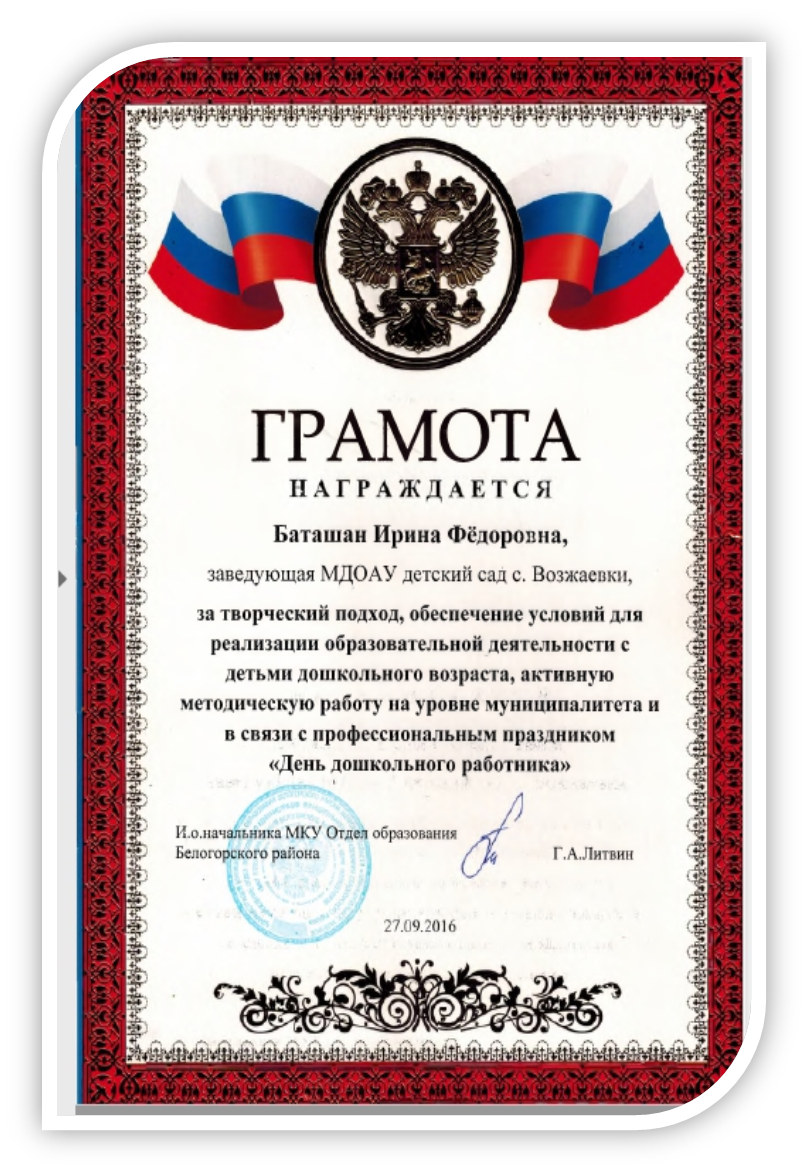 ГРАМОТА
НАГРАЖДАЕТСЯ
Баташан Ирина Фёдоровна,
заведующая МДОАУ детский сад с. Возжаевки,
за творческий подход, обеспечение условий для
реализации образовательной деятельности с
детьми дошкольного возраста, активную
методическую работу на уровне муниципалитета и
в связи с профессиональным праздником
«День дошкольного работника»
И.о.начальника МКУ Отдел образования
Белогорского района
Г.А.Литвин
27.09.2016